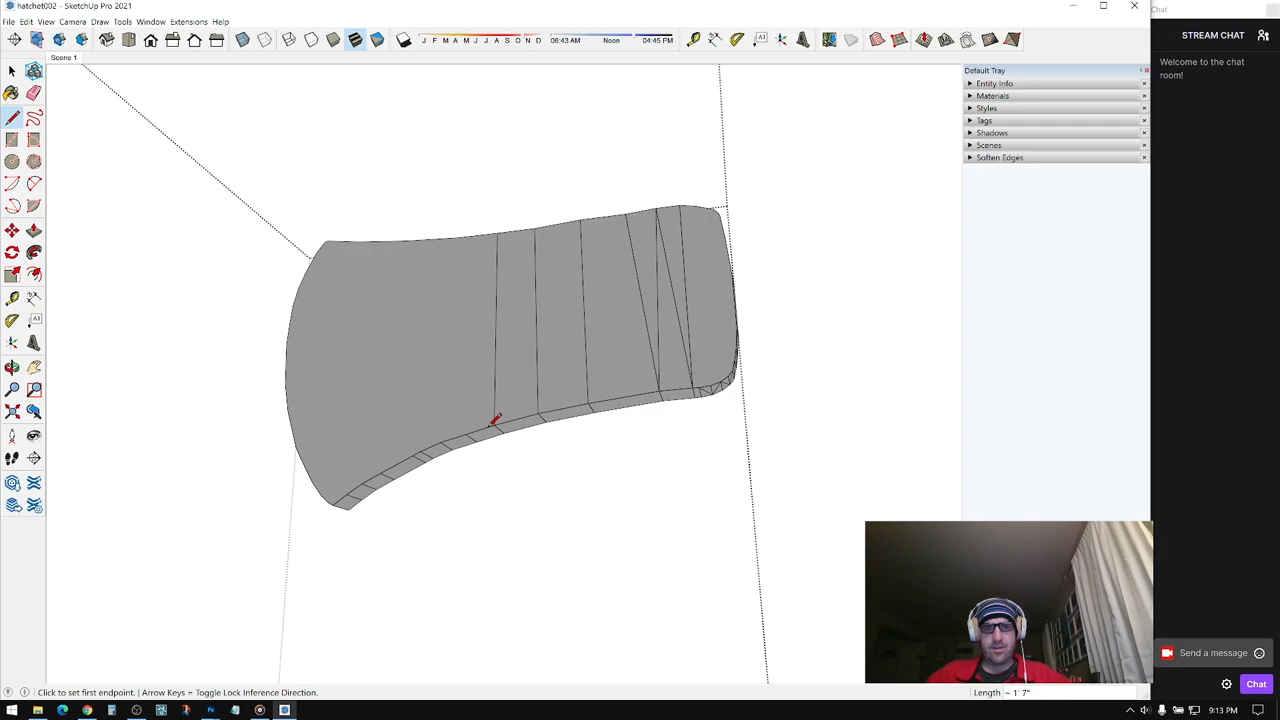 hatchet002 - SketchUp Pro 2021
Chat
File Edit View Camera Draw Tools Window Extensions Help
STREAM CHAT
J F M A M J J A S O N D
06:43 AM Noon 04:45 PM
Scene 1
Welcome to the chat
room!
Default Tray
Entity Info
Materials
Styles
Tags
Shadows
Scenes
Soften Edges
Send a message
Chat
Click to set first endpoint. | Arrow Keys = Toggle Lock Inference Direction.
Length ~ 1' 7"
9:13 PM